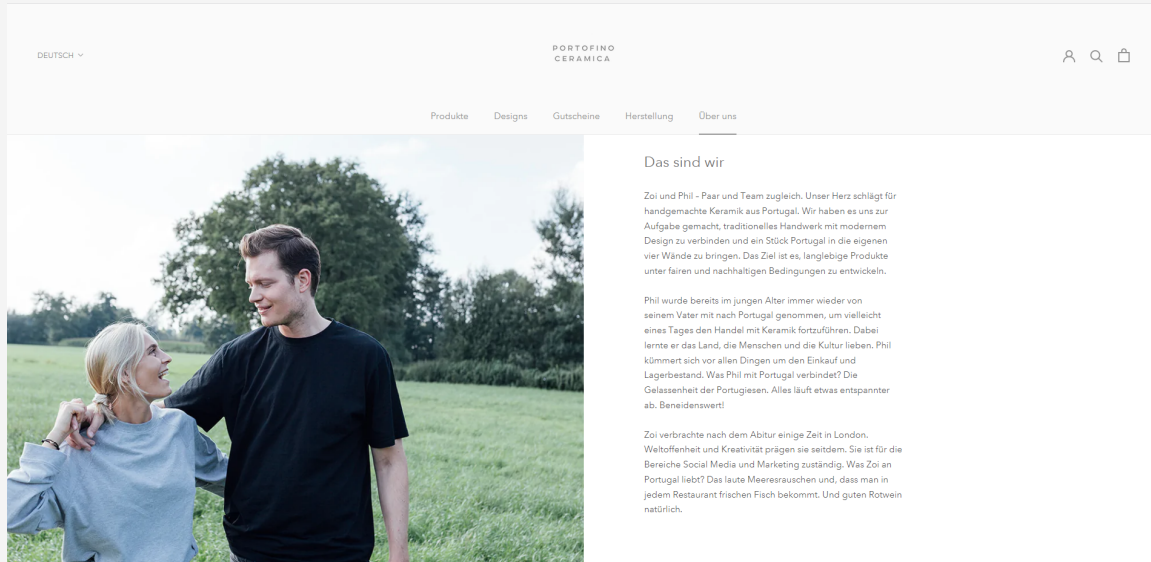 DEUTSCH
PORTOFINO
CERAMICA
Produkte Designs Gutscheine Herstellung Über uns
Das sind wir
Zoi und Phil – Paar und Team zugleich. Unser Herz schlägt für
handgemachte Keramik aus Portugal. Wir haben es uns zur
Aufgabe gemacht, traditionelles Handwerk mit modernem
Design zu verbinden und ein Stück Portugal in die eigenen
vier Wände zu bringen. Das Ziel ist es, langlebige Produkte
unter fairen und nachhaltigen Bedingungen zu entwickeln.
Phil wurde bereits im jungen Alter immer wieder von
seinem Vater mit nach Portugal genommen, um vielleicht
eines Tages den Handel mit Keramik fortzuführen. Dabei
lernte er das Land, die Menschen und die Kultur lieben. Phil
kümmert sich vor allen Dingen um den Einkauf und
Lagerbestand. Was Phil mit Portugal verbindet? Die
Gelassenheit der Portugiesen. Alles läuft etwas entspannter
ab. Beneidenswert!
Zoi verbrachte nach dem Abitur einige Zeit in London.
Weltoffenheit und Kreativität prägen sie seitdem. Sie ist für die
Bereiche Social Media und Marketing zuständig. Was Zoi an
Portugal liebt? Das laute Meeresrauschen und, dass man in
jedem Restaurant frischen Fisch bekommt. Und guten Rotwein
natürlich.